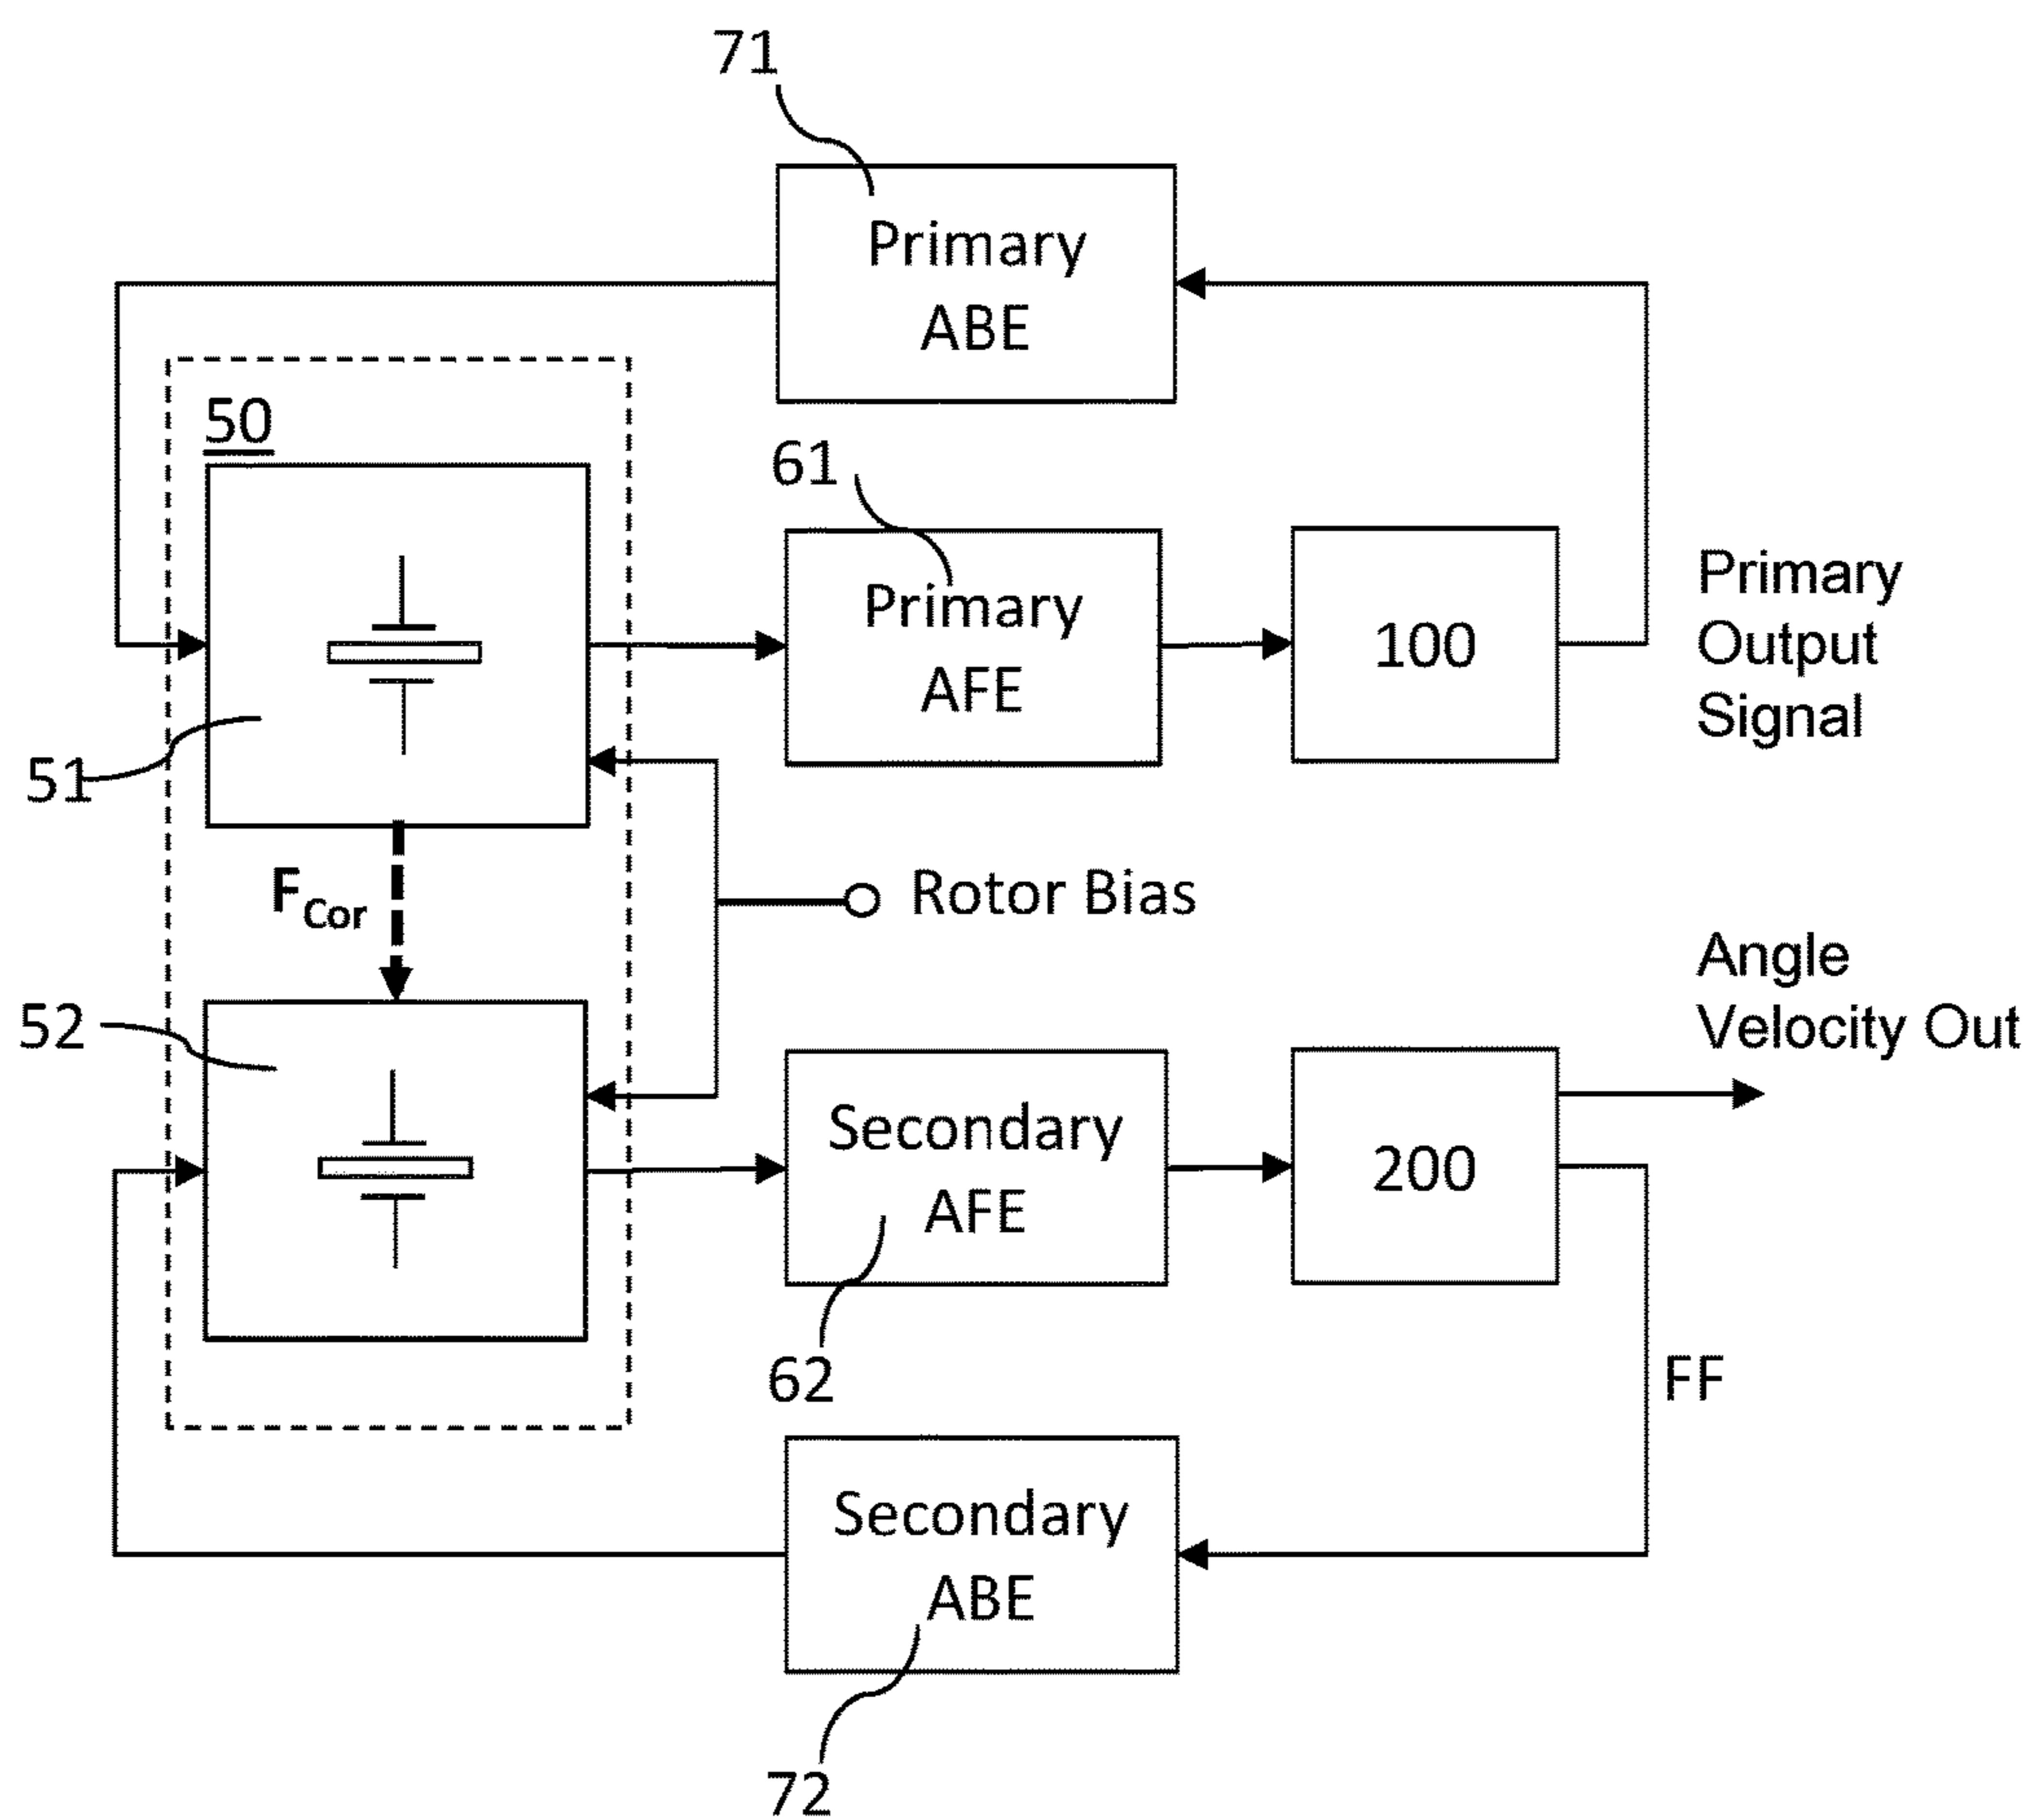 71
Primary
ABE
50
61
Primary
AFE
100
Primary
Output
Signal
51
F_Cor
Rotor Bias
Angle
Velocity Out
52
Secondary
AFE
200
62
FF
Secondary
ABE
72